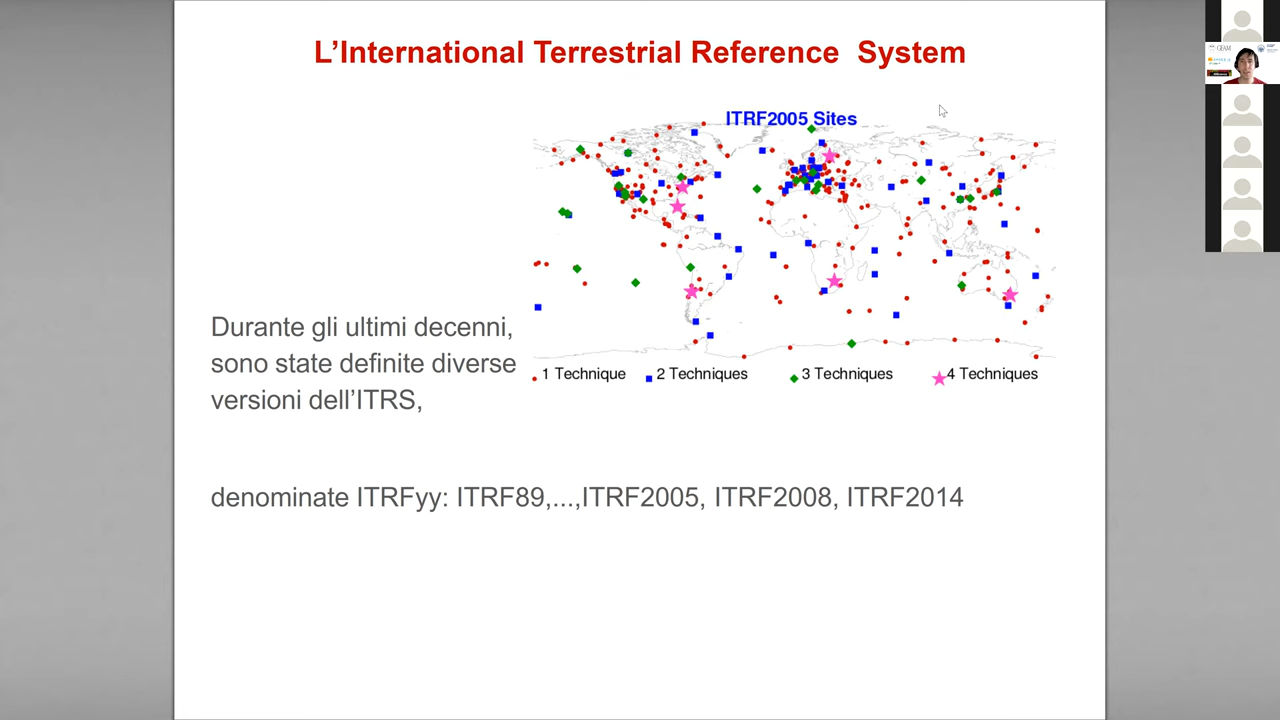 L’International Terrestrial Reference System
ITRF2005 Sites
1 Technique 2 Techniques 3 Techniques 4 Techniques
Durante gli ultimi decenni,
sono state definite diverse
versioni dell’ITRS,
denominate ITRFyy: ITRF89,...,ITRF2005, ITRF2008, ITRF2014
GEAM